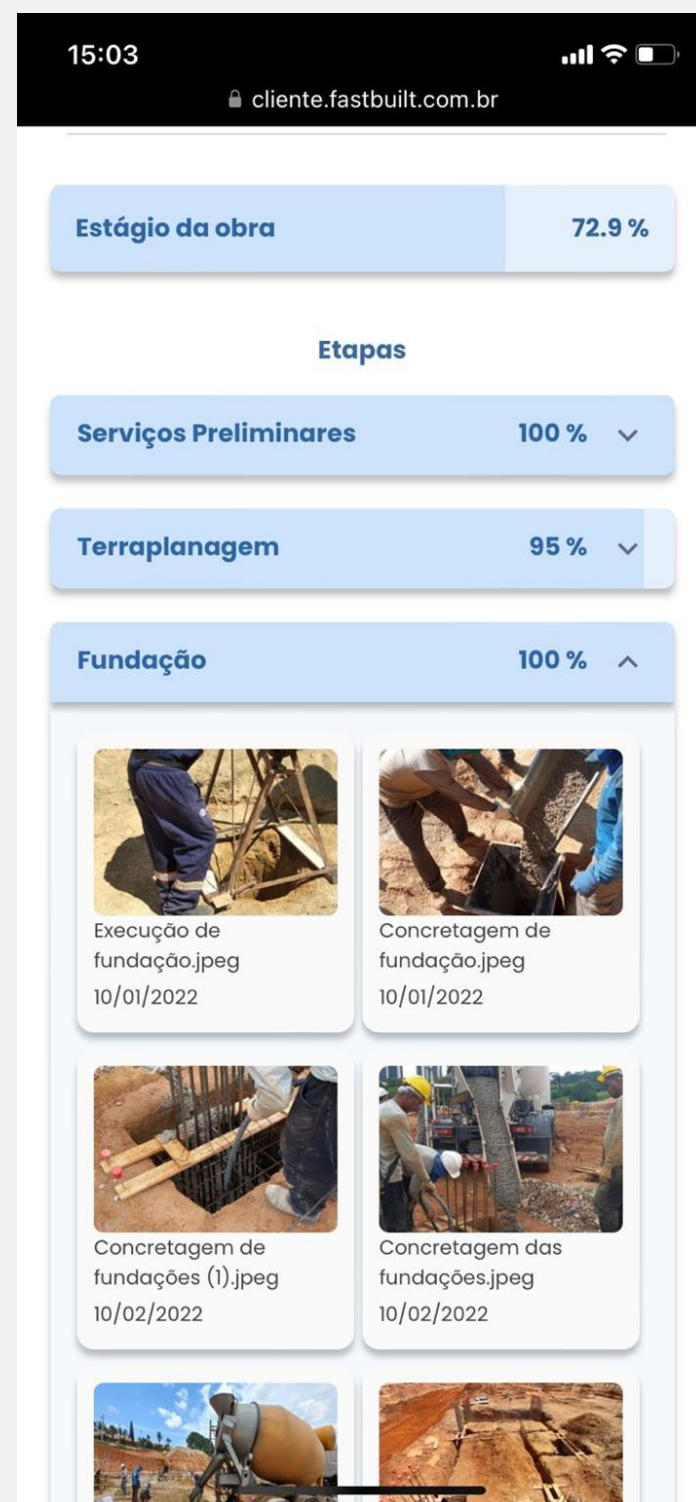 15:03
cliente.fastbuilt.com.br
Estágio da obra 72.9 %
Etapas
Serviços Preliminares 100 %
Terraplanagem 95 %
Fundação 100 %
Execução de
fundação.jpeg
10/01/2022
Concretagem de
fundação.jpeg
10/01/2022
Concretagem de
fundações (1).jpeg
10/02/2022
Concretagem das
fundações.jpeg
10/02/2022